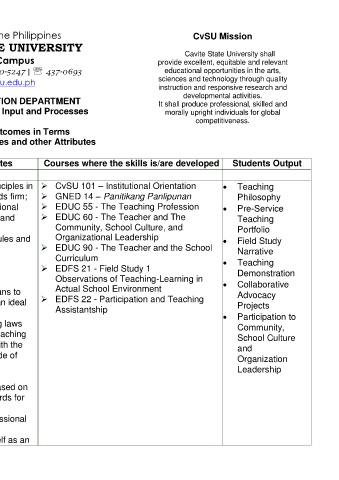 he Philippines
E UNIVERSITY
Campus
0-5247 | ☏ 437-0693
u.edu.ph
CvSU Mission
Cavite State University shall
provide excellent, equitable and relevant
educational opportunities in the arts,
sciences and technology through quality
instruction and responsive research and
developmental activities.
It shall produce professional, skilled and
morally upright individuals for global
competitiveness.
ION DEPARTMENT
Input and Processes
tcomes in Terms
es and other Attributes
tes
ciples in
ds firm;
ional
and
ules and
ans to
an ideal
g laws
eaching
ith the
de of
ased on
rds for
essional
elf as an
Courses where the skills is/are developed
➢ CvSU 101 – Institutional Orientation
➢ GNED 14 – Panitikang Panlipunan
➢ EDUC 55 - The Teaching Profession
➢ EDUC 60 - The Teacher and The
Community, School Culture, and
Organizational Leadership
➢ EDUC 90 - The Teacher and the School
Curriculum
➢ EDFS 21 - Field Study 1
Observations of Teaching-Learning in
Actual School Environment
➢ EDFS 22 - Participation and Teaching
Assistantship
Students Output
• Teaching
Philosophy
• Pre-Service
Teaching
Portfolio
• Field Study
Narrative
• Teaching
Demonstration
• Collaborative
Advocacy
Projects
• Participation to
Community,
School Culture
and
Organization
Leadership